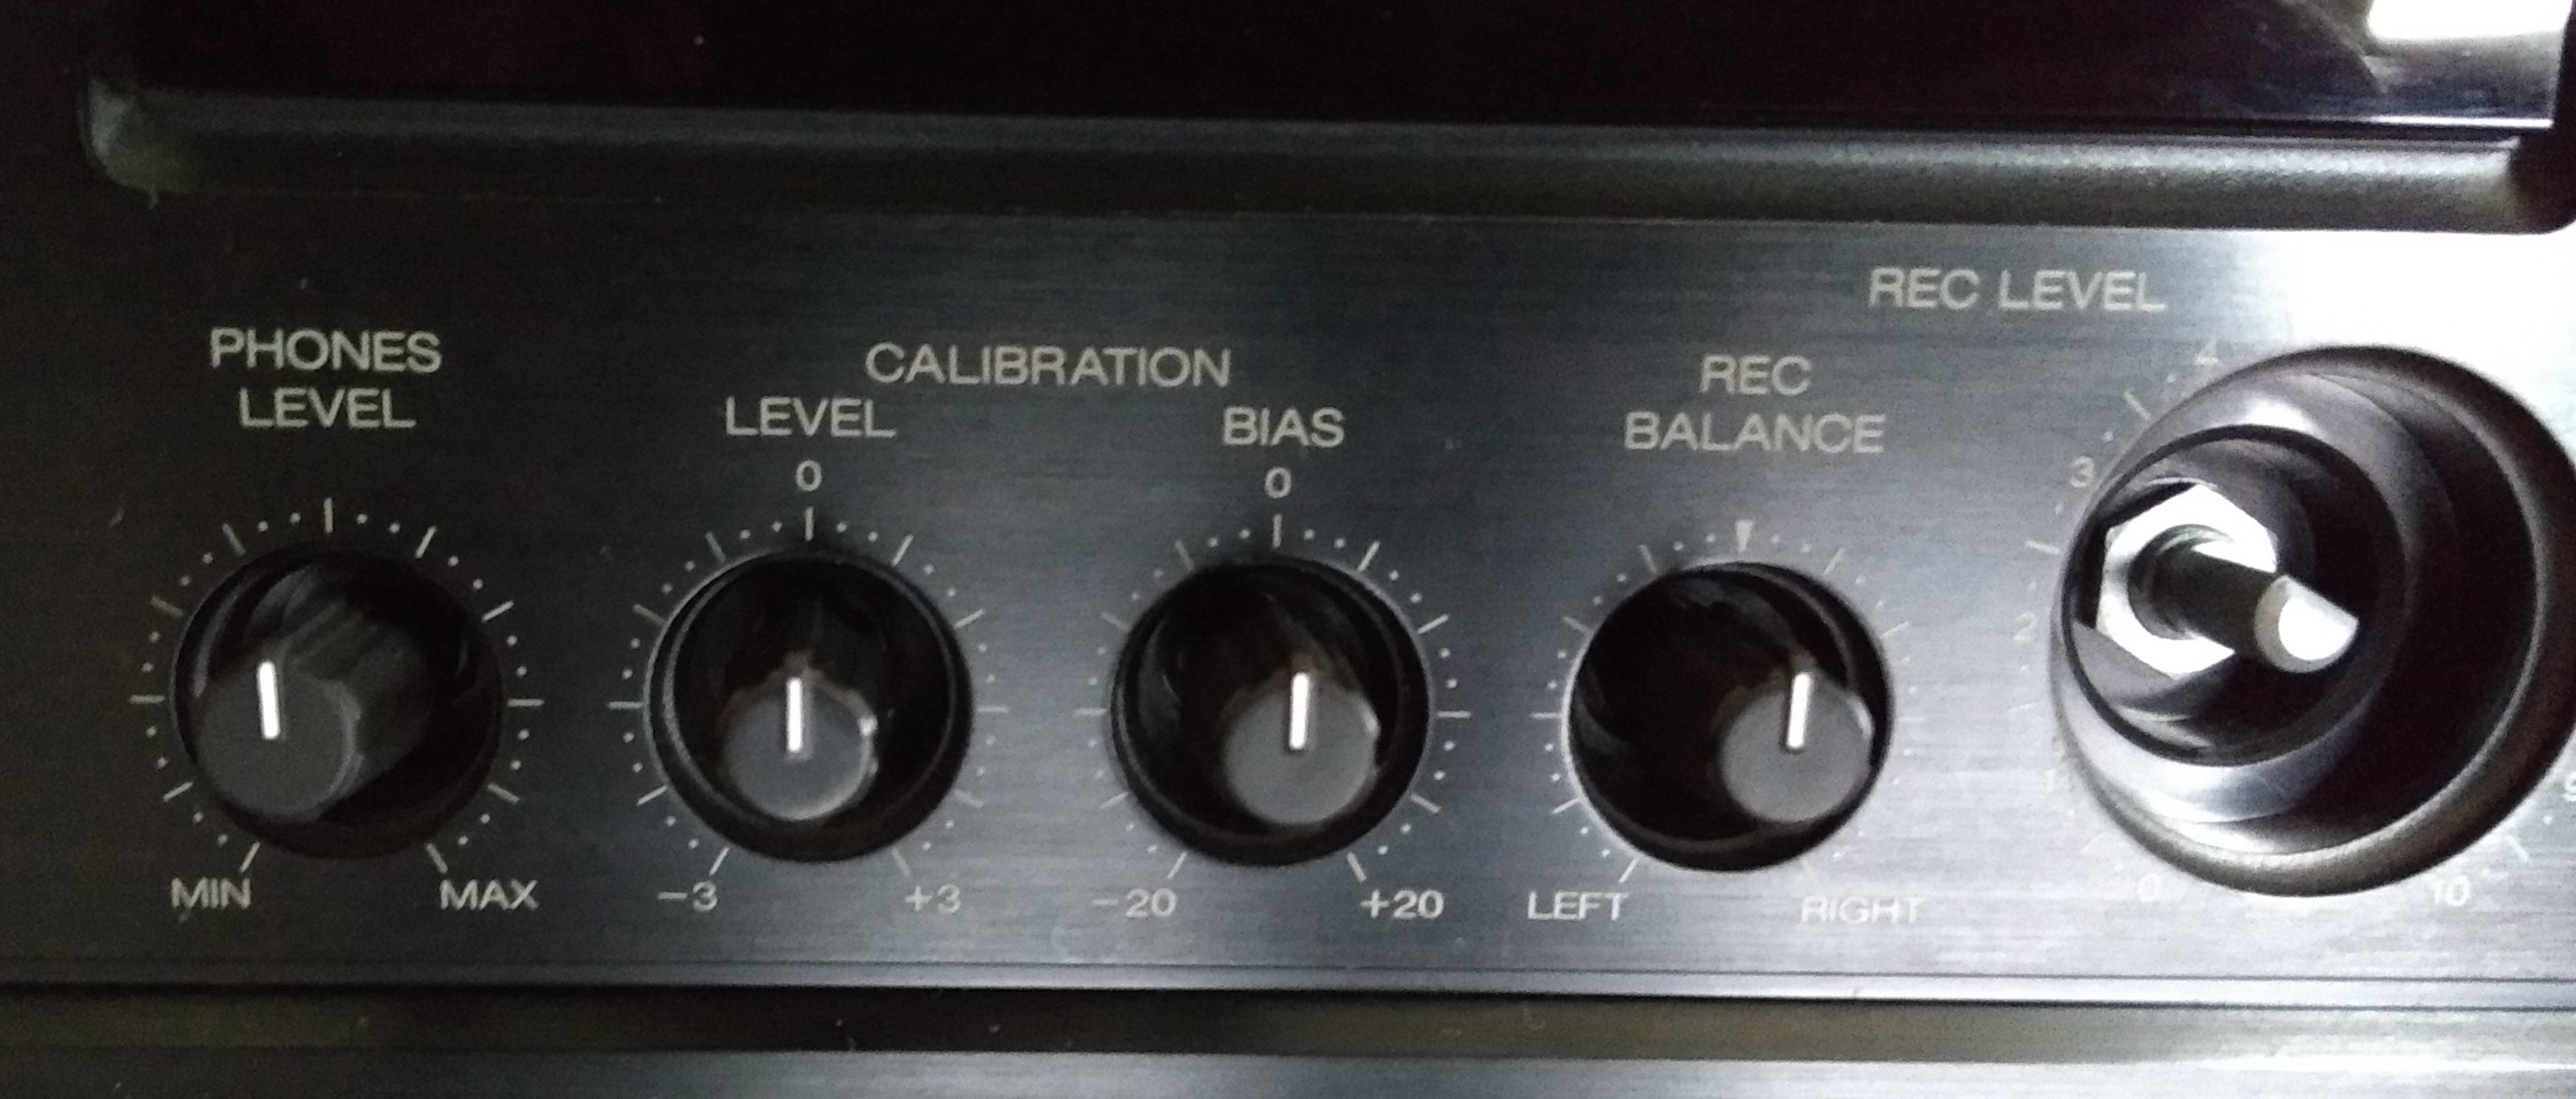 REC LEVEL
PHONES
LEVEL
CALIBRATION
LEVEL
BIAS
REC
BALANCE
0
0
4
3
2
1
0
10
MIN
MAX
-3
+3
-20
+20
LEFT
RIGHT